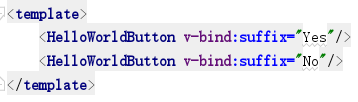 <template>
<HelloWorldButton v-bind:suffix="Yes"/>
<HelloWorldButton v-bind:suffix="No"/>
</template>